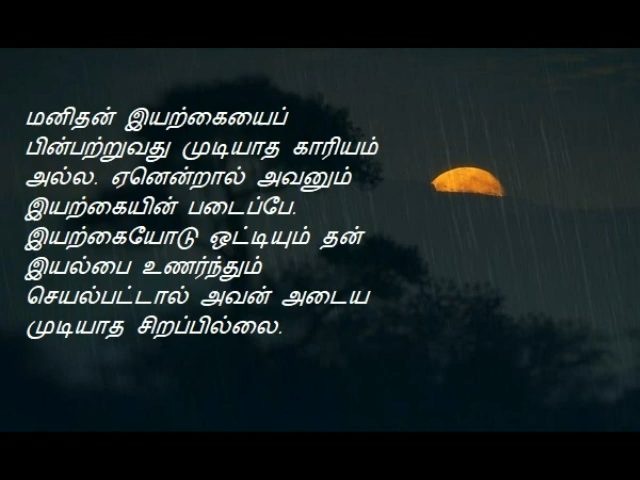 மனிதன் இயற்கையைப்
பின்பற்றுவது முடியாத காரியம்
அல்ல. ஏனென்றால் அவனும்
இயற்கையின் படைப்பே.
இயற்கையோடு ஒட்டியும் தன்
இயல்பை உணர்ந்தும்
செயல்பட்டால் அவன் அடைய
முடியாத சிறப்பில்லை.